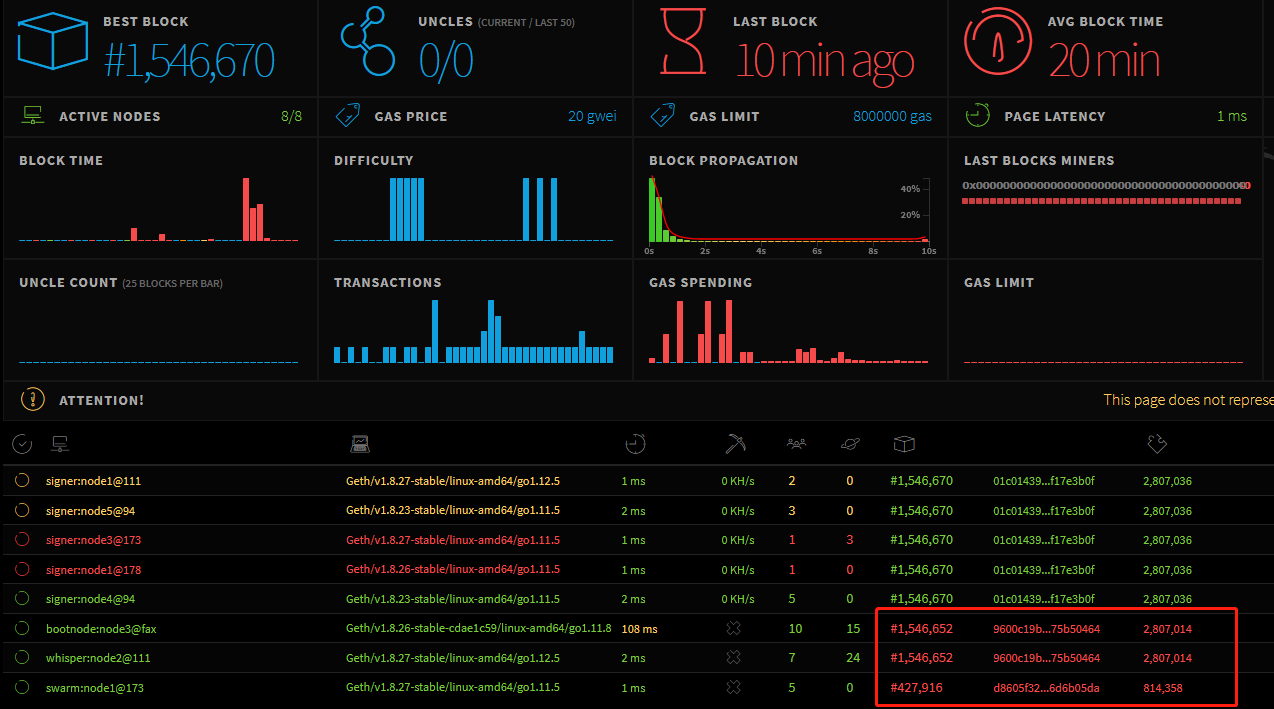 BEST BLOCK
#1,546,670
UNCLES (CURRENT / LAST 50)
0/0
LAST BLOCK
10 min ago
AVG BLOCK TIME
20 min
ACTIVE NODES 8/8
GAS PRICE 20 gwei
GAS LIMIT 8000000 gas
PAGE LATENCY 1 ms
BLOCK TIME
DIFFICULTY
BLOCK PROPAGATION
40%
20%
0s 2s 4s 6s 8s 10s
LAST BLOCKS MINERS
UNCLE COUNT (25 BLOCKS PER BAR)
TRANSACTIONS
GAS SPENDING
GAS LIMIT
ATTENTION!
This page does not represe
signer:node1@111 Geth/v1.8.27-stable/linux-amd64/go1.12.5 1 ms 0 KH/s 2 0 #1,546,670 01c01439...f17e3b0f 2,807,036
signer:node5@94 Geth/v1.8.23-stable/linux-amd64/go1.11.5 2 ms 0 KH/s 3 0 #1,546,670 01c01439...f17e3b0f 2,807,036
signer:node3@173 Geth/v1.8.27-stable/linux-amd64/go1.11.5 1 ms 0 KH/s 1 3 #1,546,670 01c01439...f17e3b0f 2,807,036
signer:node1@178 Geth/v1.8.26-stable/linux-amd64/go1.11.5 1 ms 0 KH/s 1 0 #1,546,670 01c01439...f17e3b0f 2,807,036
signer:node4@94 Geth/v1.8.23-stable/linux-amd64/go1.11.5 2 ms 0 KH/s 5 0 #1,546,670 01c01439...f17e3b0f 2,807,036
bootnode:node3@fax Geth/v1.8.26-stable-cdae1c59/linux-amd64/go1.11.8 108 ms 10 15 #1,546,652 9600c19b...75b50464 2,807,014
whisper:node2@111 Geth/v1.8.27-stable/linux-amd64/go1.12.5 2 ms 7 24 #1,546,652 9600c19b...75b50464 2,807,014
swarm:node1@173 Geth/v1.8.27-stable/linux-amd64/go1.11.5 1 ms 5 0 #427,916 d8605f32...6d6b05da 814,358